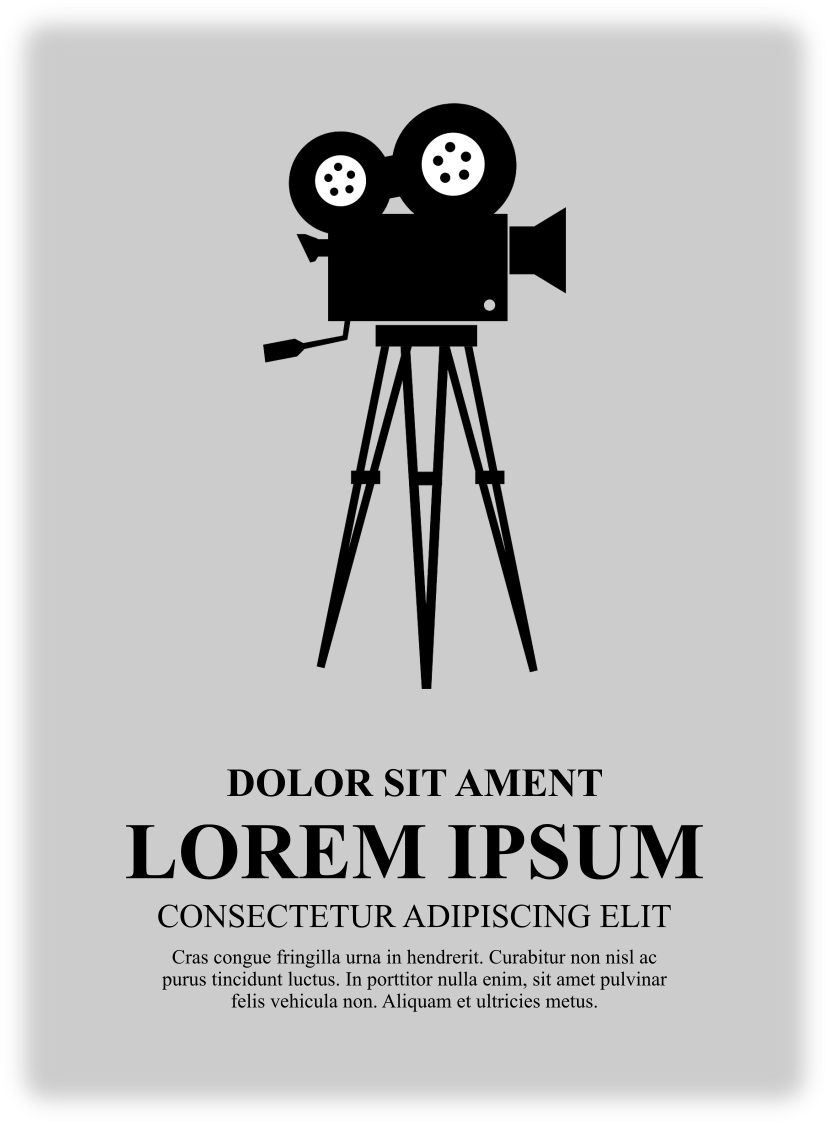 DOLOR SIT AMENT
LOREM IPSUM
CONSECTETUR ADIPISCING ELIT
Cras congue fringilla urna in hendrerit. Curabitur non nisl ac
purus tincidunt luctus. In porttitor nulla enim, sit amet pulvinar
felis vehicula non. Aliquam et ultricies metus.